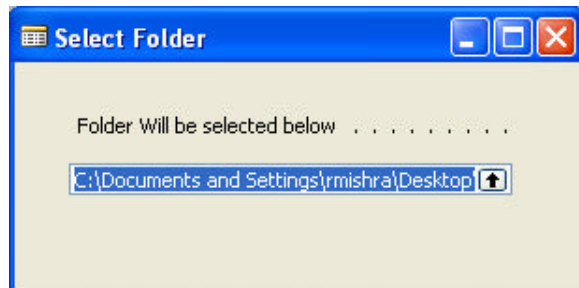 Select Folder
Folder Will be selected below . . . . . . . . .
C:\Documents and Settings\rmishra\Desktop\